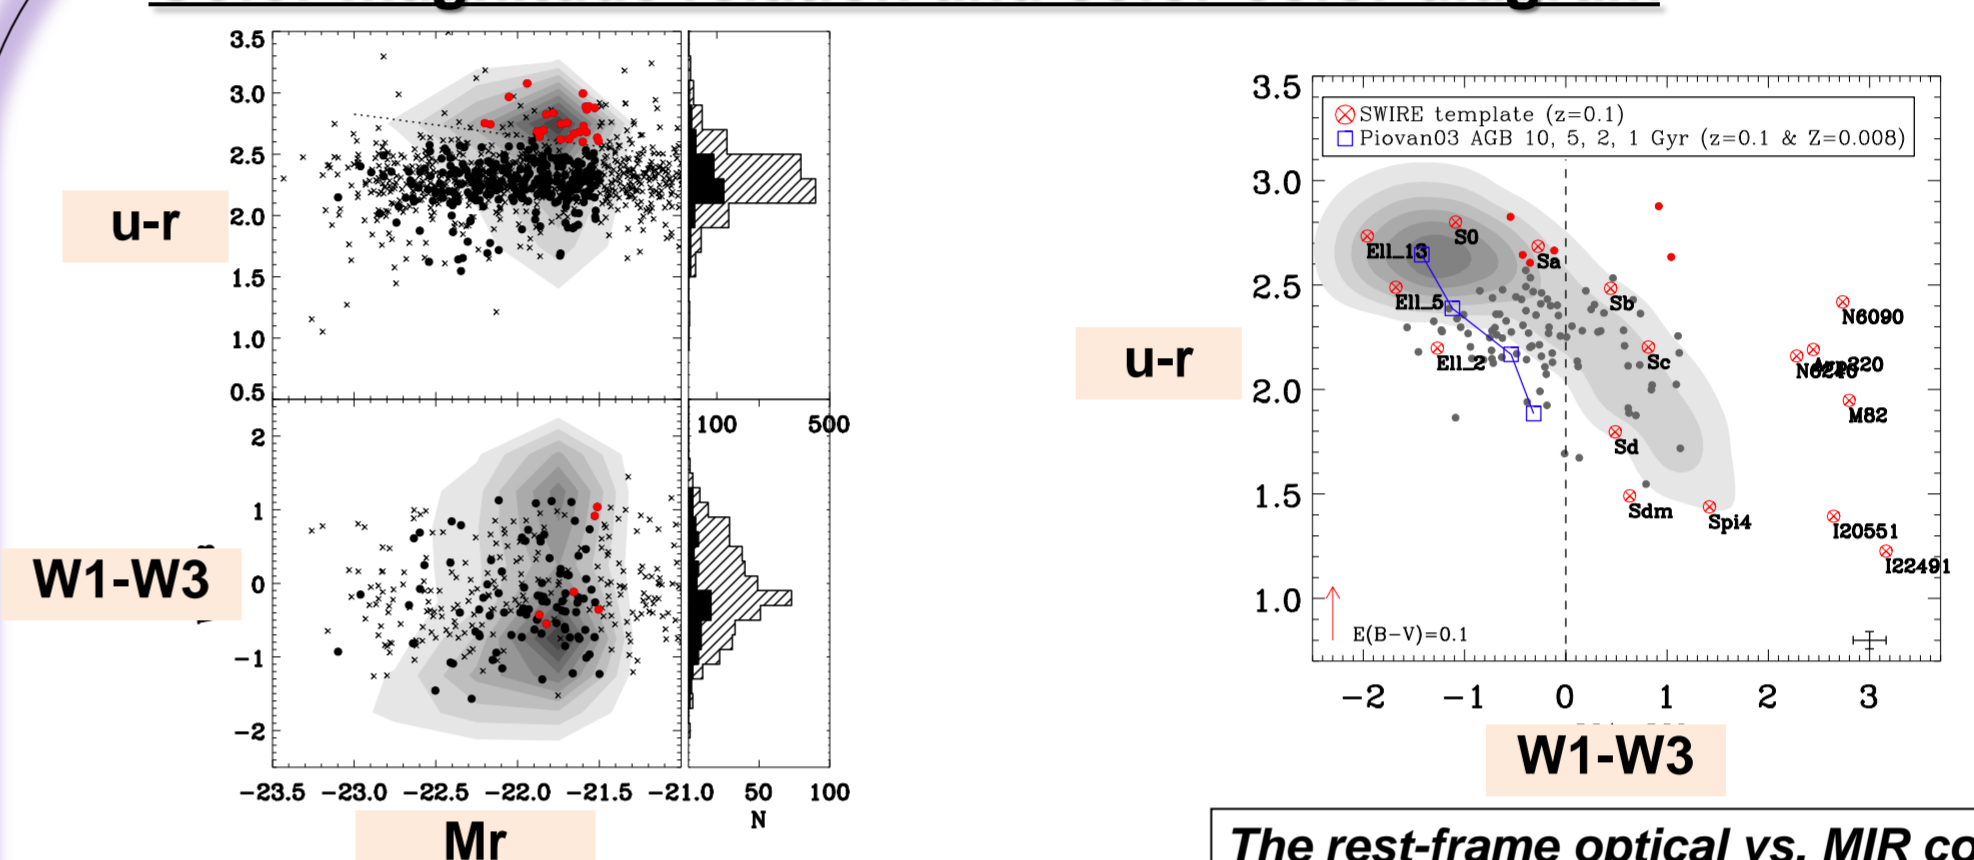 3.5
3.0
2.5
2.0
1.5
1.0
0.5
u-r
100
500
2
1
0
−1
−2
W1-W3
−23.5
−23.0
−22.5
−22.0
−21.5
−21.0
50
100
N
Mr
3.5
3.0
2.5
2.0
1.5
1.0
u-r
SWIRE template (z=0.1)
Piovan03 AGB 10, 5, 2, 1 Gyr (z=0.1 & Z=0.008)
S0
Ell_13
Sa
Ell_5
Sb
N6090
Ell_2
Sc
Arp220
N6240
M82
Sd
Sdm
Spi4
I20551
I22491
E(B−V)=0.1
−2
−1
0
1
2
3
W1-W3
The rest-frame optical vs. MIR co